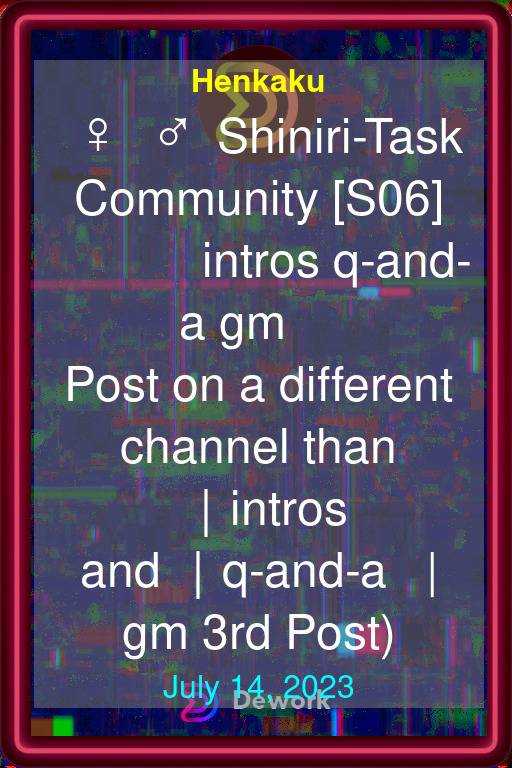 Henkaku
♀ ♂ Shiniri-Task
Community [S06]
intros q-and-
a gm
Post on a different
channel than
| intros
and | q-and-a |
gm 3rd Post)
July 14, 2023
Dework